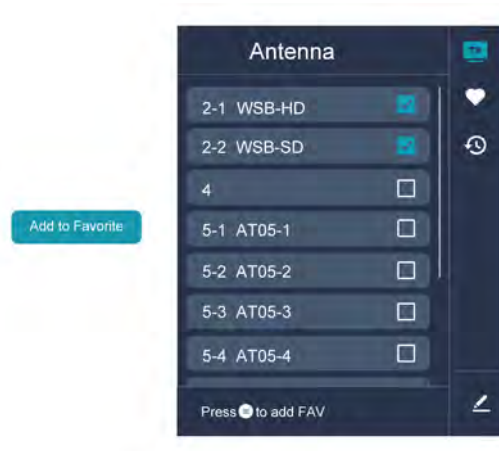 Antenna
2-1 WSB-HD
2-2 WSB-SD
4
Add to Favorite
5-1 AT05-1
5-2 AT05-2
5-3 AT05-3
5-4 AT05-4
Press to add FAV